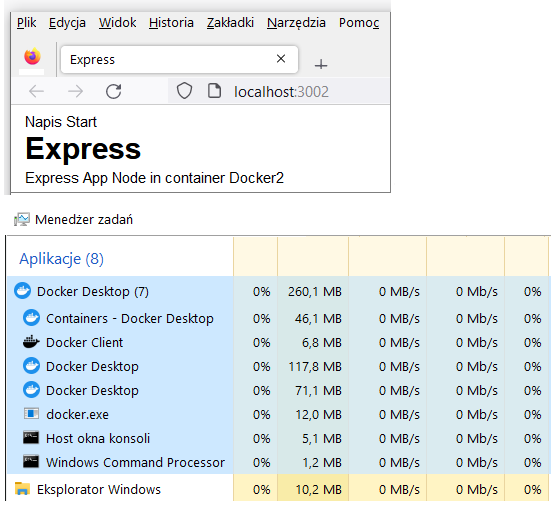 Plik Edycja Widok Historia Zakładki Narzędzia Pomoc
Express
localhost:3002
Napis Start
Express
Express App Node in container Docker2
Menedżer zadań
Aplikacje (8)
Docker Desktop (7) 0% 260,1 MB 0 MB/s 0 Mb/s 0%
Containers - Docker Desktop 0% 46,1 MB 0 MB/s 0 Mb/s 0%
Docker Client 0% 6,8 MB 0 MB/s 0 Mb/s 0%
Docker Desktop 0% 117,8 MB 0 MB/s 0 Mb/s 0%
Docker Desktop 0% 71,1 MB 0 MB/s 0 Mb/s 0%
docker.exe 0% 12,0 MB 0 MB/s 0 Mb/s 0%
Host okna konsoli 0% 5,1 MB 0 MB/s 0 Mb/s 0%
Windows Command Processor 0% 1,2 MB 0 MB/s 0 Mb/s 0%
Eksplorator Windows 0% 10,2 MB 0 MB/s 0 Mb/s 0%